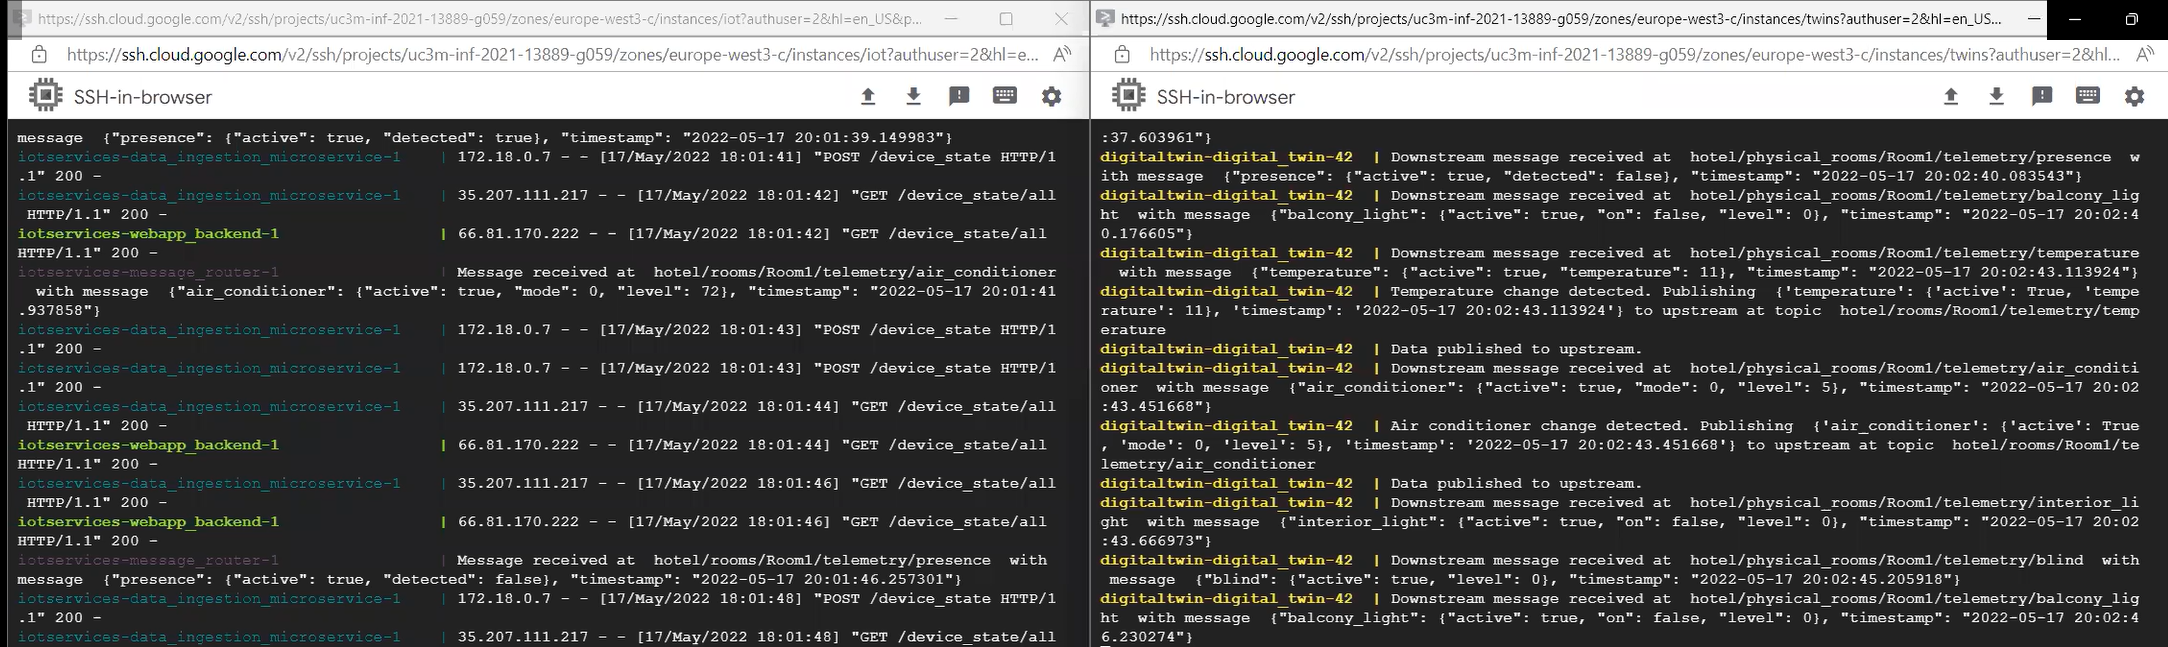 https://ssh.cloud.google.com/v2/ssh/projects/uc3m-inf-2021-13889-g059/zones/europe-west3-c/instances/iot?authuser=2&hl=en_US&p...
https://ssh.cloud.google.com/v2/ssh/projects/uc3m-inf-2021-13889-g059/zones/europe-west3-c/instances/iot?authuser=2&hl=e...
SSH-in-browser
message  {"presence": {"active": true, "detected": true}, "timestamp": "2022-05-17 20:01:39.149983"}
iotservices-data_ingestion_microservice-1 | 172.18.0.7 - - [17/May/2022 18:01:41] "POST /device_state HTTP/1
.1" 200 -
iotservices-data_ingestion_microservice-1 | 35.207.111.217 - - [17/May/2022 18:01:42] "GET /device_state/all
HTTP/1.1" 200 -
iotservices-webapp_backend-1 | 66.81.170.222 - - [17/May/2022 18:01:42] "GET /device_state/all
HTTP/1.1" 200 -
iotservices-message_router-1 | Message received at  hotel/rooms/Room1/telemetry/air_conditioner
with message  {"air_conditioner": {"active": true, "mode": 0, "level": 72}, "timestamp": "2022-05-17 20:01:41
.937858"}
iotservices-data_ingestion_microservice-1 | 172.18.0.7 - - [17/May/2022 18:01:43] "POST /device_state HTTP/1
.1" 200 -
iotservices-data_ingestion_microservice-1 | 172.18.0.7 - - [17/May/2022 18:01:43] "POST /device_state HTTP/1
.1" 200 -
iotservices-data_ingestion_microservice-1 | 35.207.111.217 - - [17/May/2022 18:01:44] "GET /device_state/all
HTTP/1.1" 200 -
iotservices-webapp_backend-1 | 66.81.170.222 - - [17/May/2022 18:01:44] "GET /device_state/all
HTTP/1.1" 200 -
iotservices-data_ingestion_microservice-1 | 35.207.111.217 - - [17/May/2022 18:01:46] "GET /device_state/all
HTTP/1.1" 200 -
iotservices-webapp_backend-1 | 66.81.170.222 - - [17/May/2022 18:01:46] "GET /device_state/all
HTTP/1.1" 200 -
iotservices-message_router-1 | Message received at  hotel/rooms/Room1/telemetry/presence  with
message  {"presence": {"active": true, "detected": false}, "timestamp": "2022-05-17 20:01:46.257301"}
iotservices-data_ingestion_microservice-1 | 172.18.0.7 - - [17/May/2022 18:01:48] "POST /device_state HTTP/1
.1" 200 -
iotservices-data_ingestion_microservice-1 | 35.207.111.217 - - [17/May/2022 18:01:48] "GET /device_state/all
https://ssh.cloud.google.com/v2/ssh/projects/uc3m-inf-2021-13889-g059/zones/europe-west3-c/instances/twins?authuser=2&hl=en_US...
https://ssh.cloud.google.com/v2/ssh/projects/uc3m-inf-2021-13889-g059/zones/europe-west3-c/instances/twins?authuser=2&hl...
SSH-in-browser
:37.603961"}
digitaltwin-digital_twin-42 | Downstream message received at  hotel/physical_rooms/Room1/telemetry/presence  w
ith message  {"presence": {"active": true, "detected": false}, "timestamp": "2022-05-17 20:02:40.083543"}
digitaltwin-digital_twin-42 | Downstream message received at  hotel/physical_rooms/Room1/telemetry/balcony_lig
ht  with message  {"balcony_light": {"active": true, "on": false, "level": 0}, "timestamp": "2022-05-17 20:02:4
0.176605"}
digitaltwin-digital_twin-42 | Downstream message received at  hotel/physical_rooms/Room1/telemetry/temperature
with message  {"temperature": {"active": true, "temperature": 11}, "timestamp": "2022-05-17 20:02:43.113924"}
digitaltwin-digital_twin-42 | Temperature change detected. Publishing  {'temperature': {'active': True, 'tempe
rature': 11}, 'timestamp': '2022-05-17 20:02:43.113924'} to upstream at topic  hotel/rooms/Room1/telemetry/temp
erature
digitaltwin-digital_twin-42 | Data published to upstream.
digitaltwin-digital_twin-42 | Downstream message received at  hotel/physical_rooms/Room1/telemetry/air_conditi
oner  with message  {"air_conditioner": {"active": true, "mode": 0, "level": 5}, "timestamp": "2022-05-17 20:02
:43.451668"}
digitaltwin-digital_twin-42 | Air conditioner change detected. Publishing  {'air_conditioner': {'active': True
, 'mode': 0, 'level': 5}, 'timestamp': '2022-05-17 20:02:43.451668'} to upstream at topic  hotel/rooms/Room1/te
lemetry/air_conditioner
digitaltwin-digital_twin-42 | Data published to upstream.
digitaltwin-digital_twin-42 | Downstream message received at  hotel/physical_rooms/Room1/telemetry/interior_li
ght  with message  {"interior_light": {"active": true, "on": false, "level": 0}, "timestamp": "2022-05-17 20:02
:43.666973"}
digitaltwin-digital_twin-42 | Downstream message received at  hotel/physical_rooms/Room1/telemetry/blind  with
message  {"blind": {"active": true, "level": 0}, "timestamp": "2022-05-17 20:02:45.205918"}
digitaltwin-digital_twin-42 | Downstream message received at  hotel/physical_rooms/Room1/telemetry/balcony_lig
ht  with message  {"balcony_light": {"active": true, "on": false, "level": 0}, "timestamp": "2022-05-17 20:02:4
6.230274"}